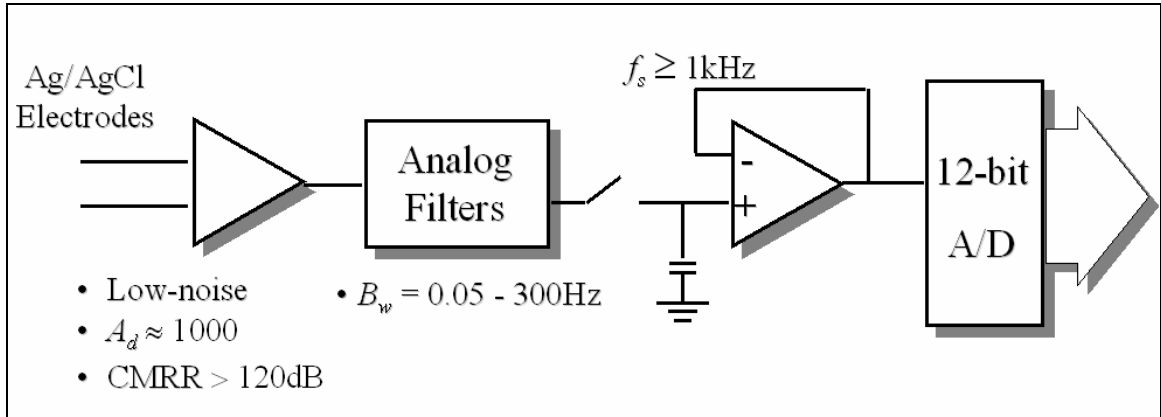 Ag/AgCl
Electrodes
Analog
Filters
f_s ≥ 1kHz
-
+
12-bit
A/D
• Low-noise
• A_d ≈ 1000
• CMRR > 120dB
• B_w = 0.05 - 300Hz